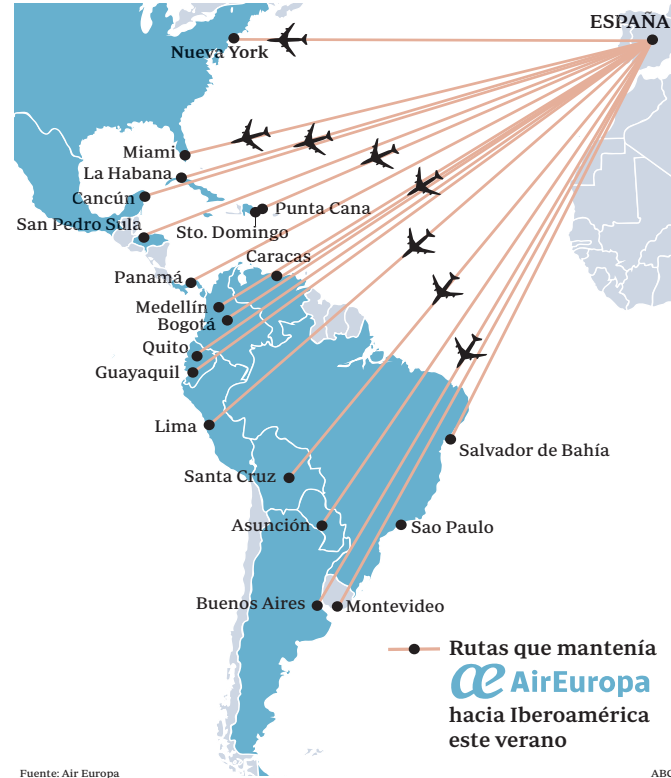 ESPAÑA
Nueva York
Miami
La Habana
Cancún
San Pedro Sula
Punta Cana
Sto. Domingo
Caracas
Panamá
Medellín
Bogotá
Quito
Guayaquil
Lima
Salvador de Bahía
Santa Cruz
Asunción
Sao Paulo
Buenos Aires
Montevideo
Rutas que mantenía
æ AirEuropa
hacia Iberoamérica
este verano
Fuente: Air Europa
ABC